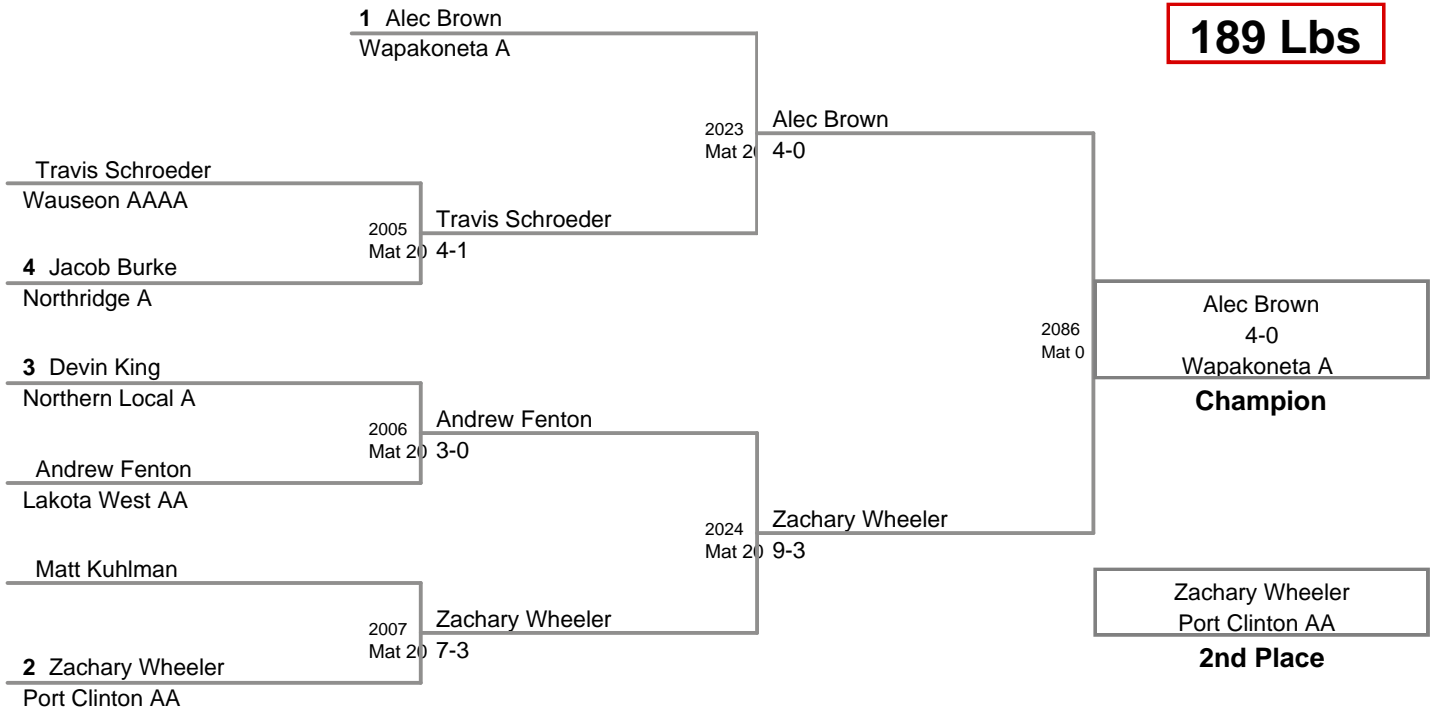 1 Alec Brown
Wapakoneta A
189 Lbs
2023
Mat 20
Alec Brown
4-0
Travis Schroeder
Wauseon AAAA
2005
Mat 20
Travis Schroeder
4-1
4 Jacob Burke
Northridge A
2086
Mat 0
Alec Brown
4-0
Wapakoneta A
Champion
3 Devin King
Northern Local A
2006
Mat 20
Andrew Fenton
3-0
Andrew Fenton
Lakota West AA
2024
Mat 20
Zachary Wheeler
9-3
Matt Kuhlman
2007
Mat 20
Zachary Wheeler
7-3
2 Zachary Wheeler
Port Clinton AA
Zachary Wheeler
Port Clinton AA
2nd Place